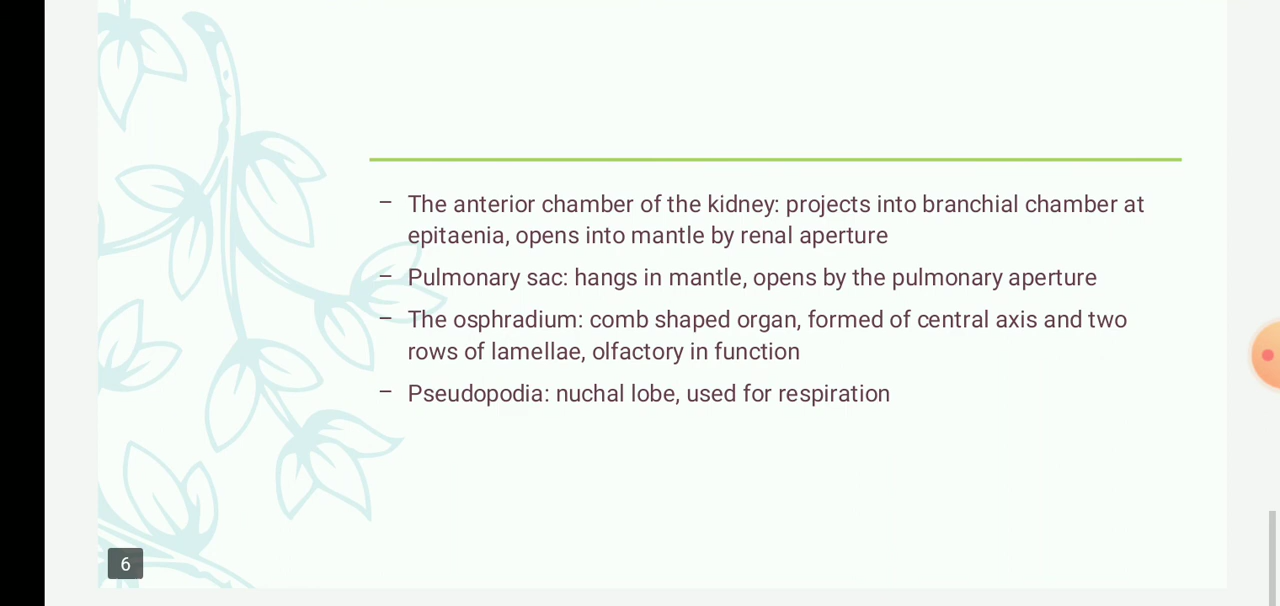 – The anterior chamber of the kidney: projects into branchial chamber at
epitaenia, opens into mantle by renal aperture
– Pulmonary sac: hangs in mantle, opens by the pulmonary aperture
– The osphradium: comb shaped organ, formed of central axis and two
rows of lamellae, olfactory in function
– Pseudopodia: nuchal lobe, used for respiration
6